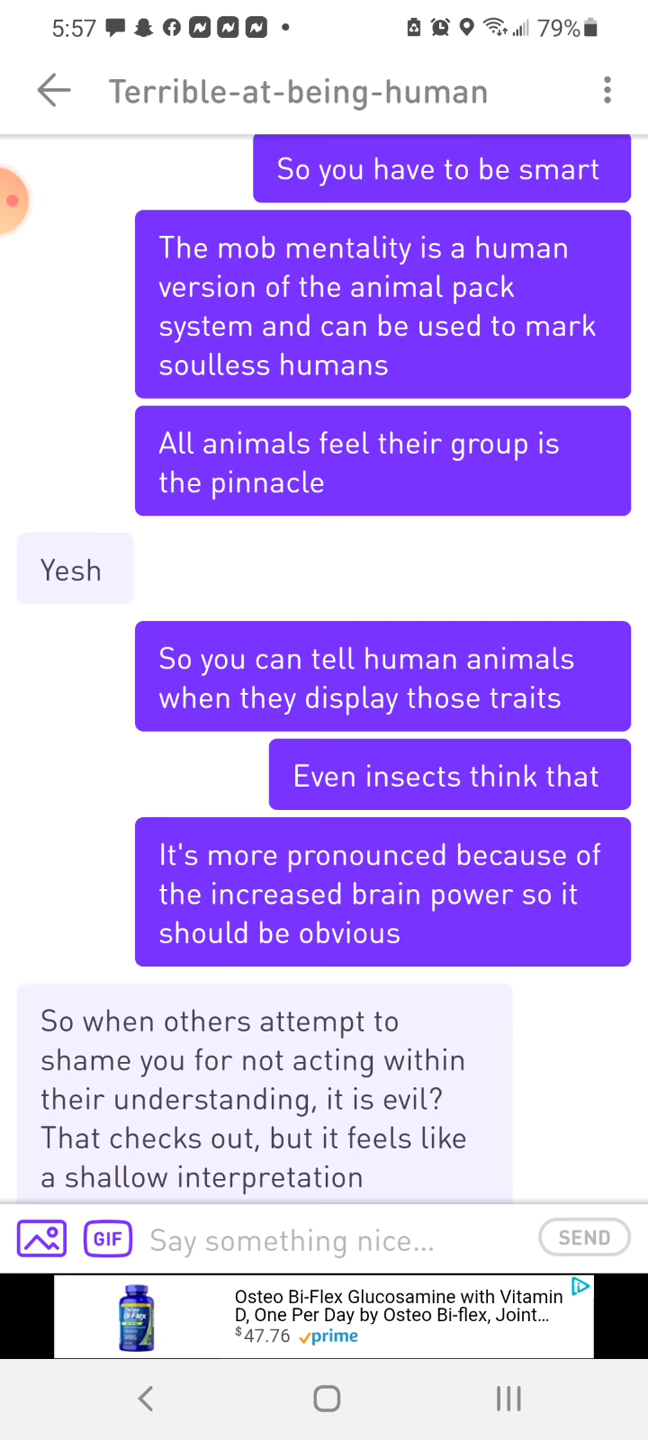 5:57
79%
Terrible-at-being-human
So you have to be smart
The mob mentality is a human
version of the animal pack
system and can be used to mark
soulless humans
All animals feel their group is
the pinnacle
Yesh
So you can tell human animals
when they display those traits
Even insects think that
It's more pronounced because of
the increased brain power so it
should be obvious
So when others attempt to
shame you for not acting within
their understanding, it is evil?
That checks out, but it feels like
a shallow interpretation
GIF
Say something nice...
SEND
Osteo Bi-Flex Glucosamine with Vitamin
D, One Per Day by Osteo Bi-flex, Joint...
$47.76 prime